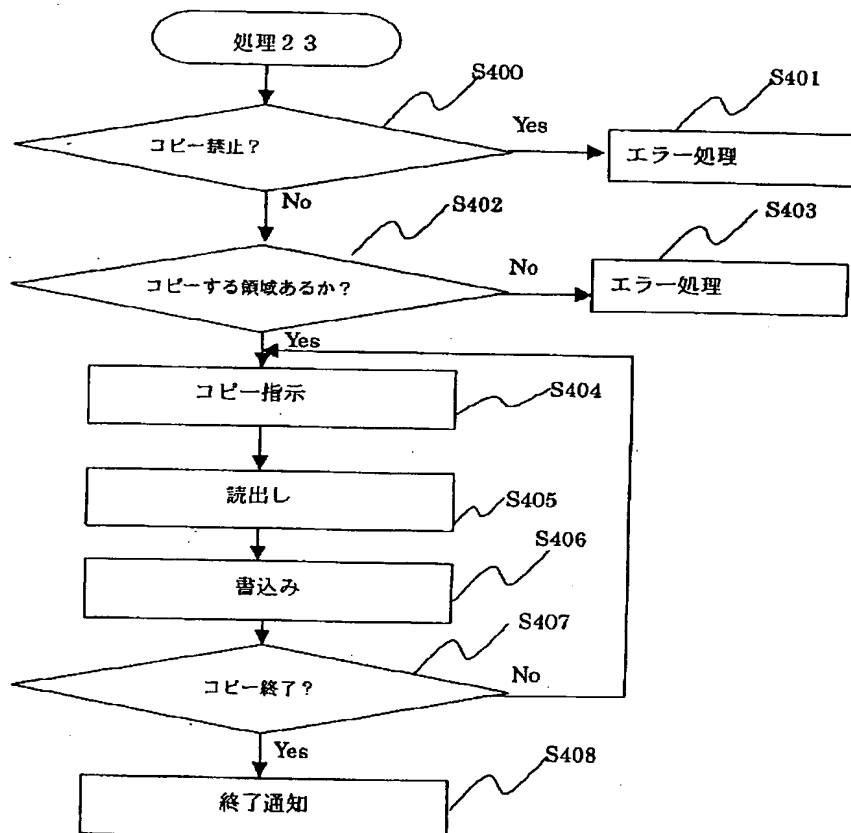 処理23
S400
S401
コピー禁止?
Yes
エラー処理
No
S402
S403
コピーする領域あるか?
No
エラー処理
Yes
コピー指示
S404
読出し
S405
S406
書込み
S407
コピー終了?
No
Yes
S408
終了通知